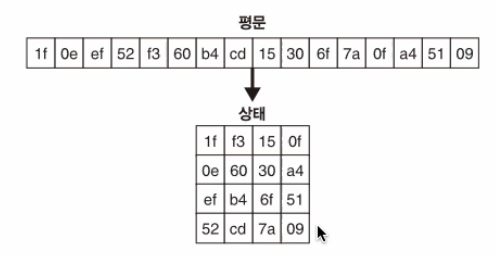 평문
1f 0e ef 52 f3 60 b4 cd 15 30 6f 7a 0f a4 51 09
상태
1f f3 15 0f
0e 60 30 a4
ef b4 6f 51
52 cd 7a 09